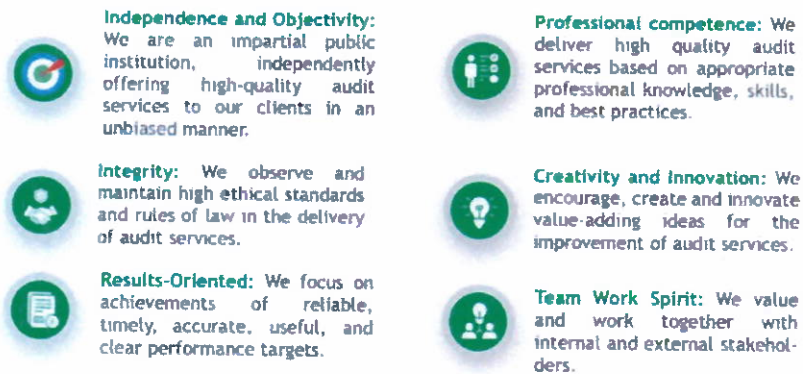 Independence and Objectivity:
We are an impartial public
institution, independently
offering high-quality audit
services to our clients in an
unbiased manner.
Integrity: We observe and
maintain high ethical standards
and rules of law in the delivery
of audit services.
Results-Oriented: We focus on
achievements of reliable,
timely, accurate, useful, and
clear performance targets.
Professional competence: We
deliver high quality audit
services based on appropriate
professional knowledge, skills,
and best practices.
Creativity and Innovation: We
encourage, create and innovate
value-adding ideas for the
improvement of audit services.
Team Work Spirit: We value
and work together with
internal and external stakehol-
ders.